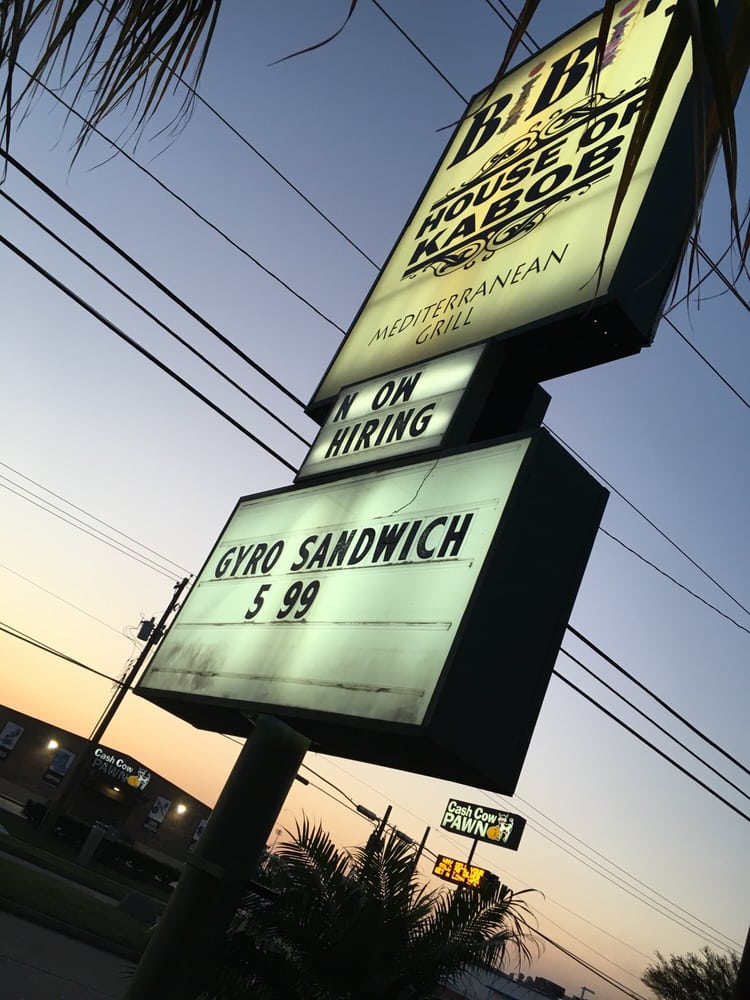 BiBi's
HOUSE OF
KABOB
MEDITERRANEAN
GRILL
N OW
HIRING
GYRO SANDWICH
5 99
Cash Cow
PAWN
Cash Cow
PAWN